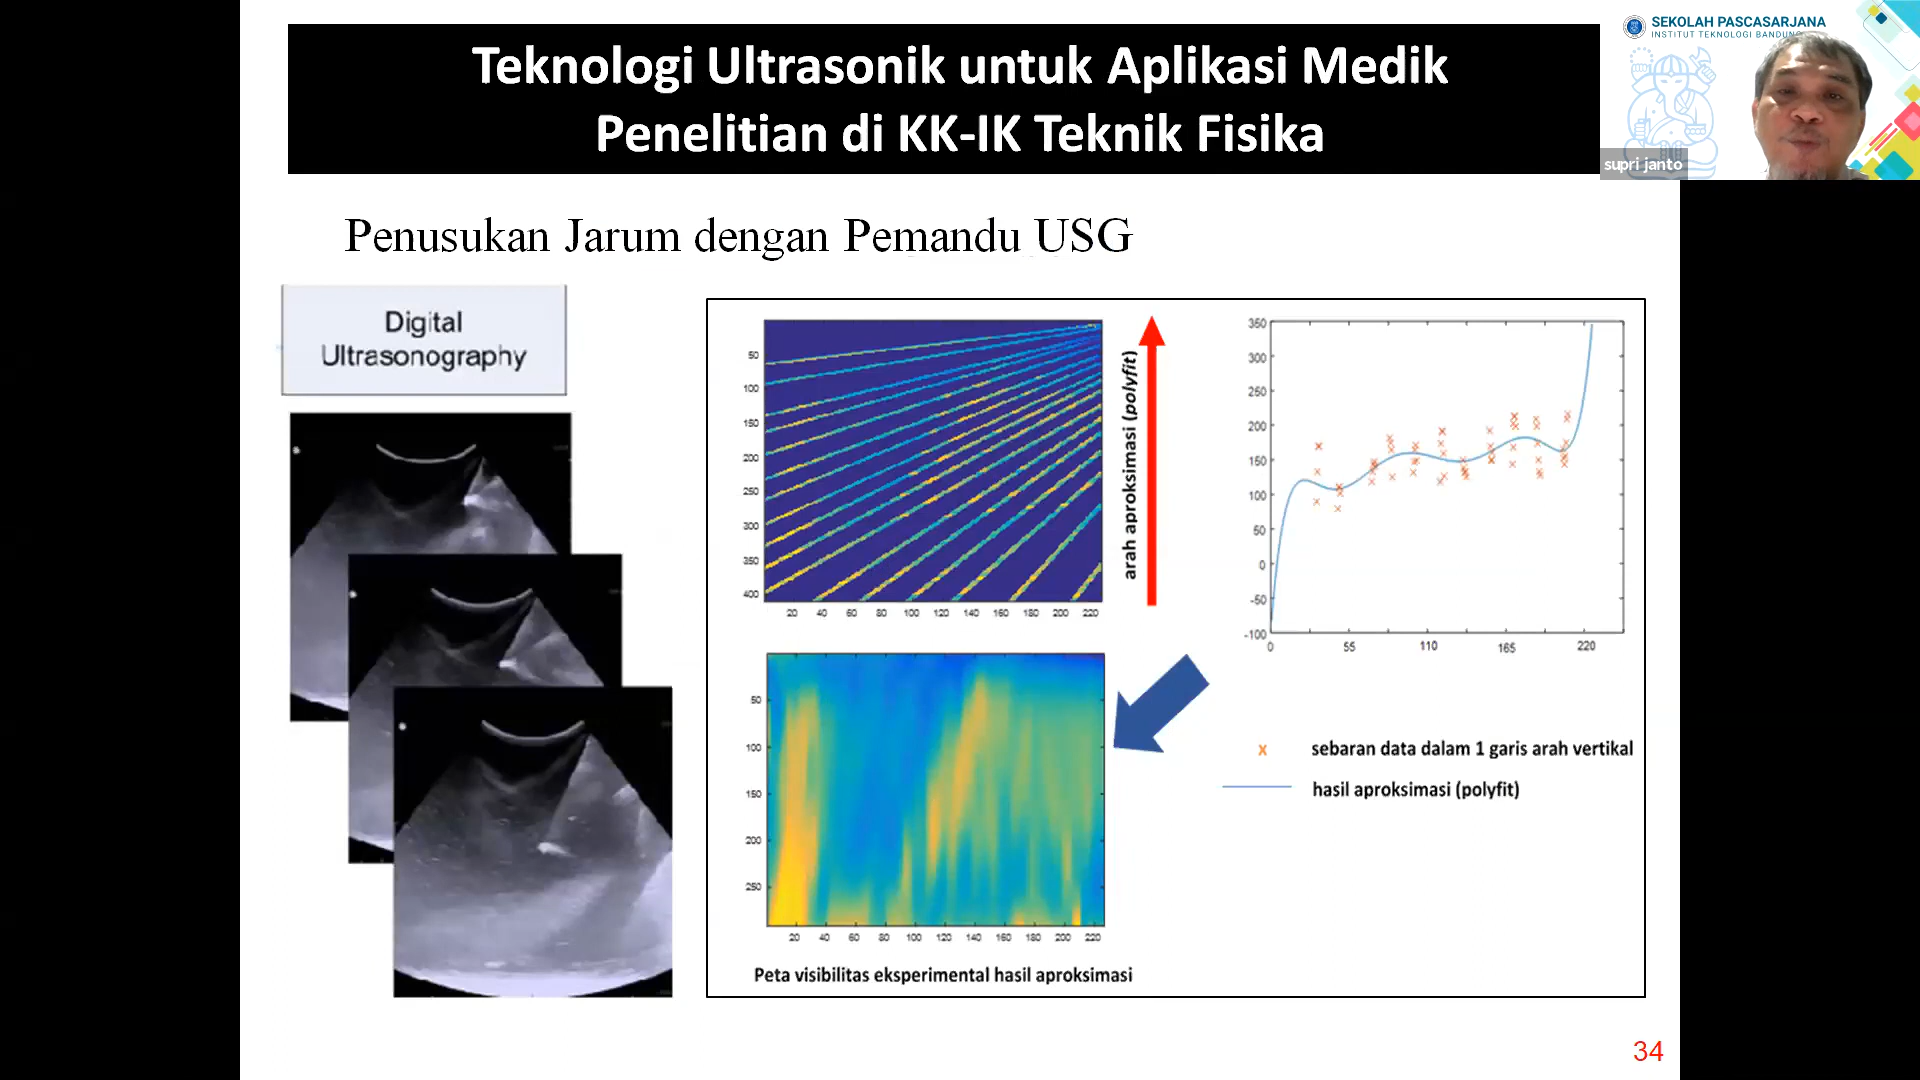 Teknologi Ultrasonik untuk Aplikasi Medik
Penelitian di KK-IK Teknik Fisika
SEKOLAH PASCASARJANA
INSTITUT TEKNOLOGI BANDUNG
supri janto
Penusukan Jarum dengan Pemandu USG
Digital
Ultrasonography
50
100
150
200
250
300
350
400
20 40 60 80 100 120 140 160 180 200 220
arah aproksimasi (polyfit)
350
300
250
200
150
100
50
0
-50
-100
0 55 110 165 220
50
100
150
200
250
20 40 60 80 100 120 140 160 180 200 220
Peta visibilitas eksperimental hasil aproksimasi
x sebaran data dalam 1 garis arah vertikal
hasil aproksimasi (polyfit)
34